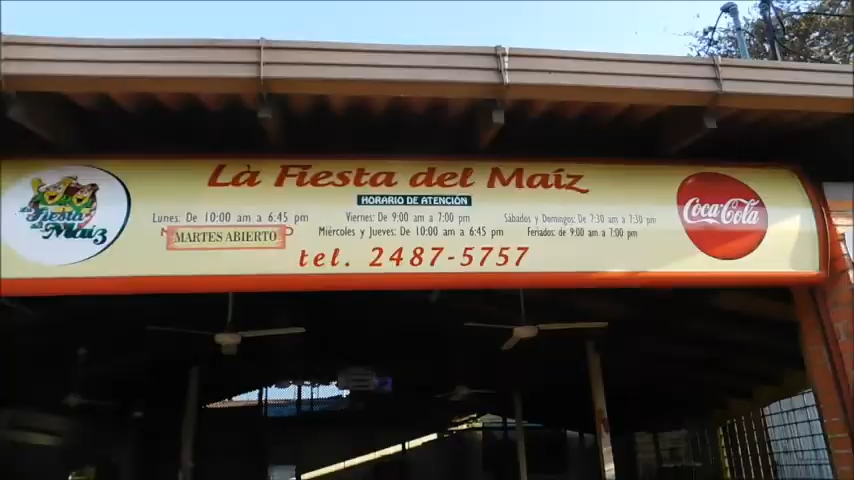 Là Fiesta del Maíz
HORARIO DE ATENCIÓN
Fiesta
del Maíz
Lunes. De 10:00 am a 6:45 pm
MARTES ABIERTO
Viernes: De 9:00 am a 7:00 pm
Miércoles y Jueves: De 10:00 am a 6:45 pm
Sábados y Domingos: De 7:30 am a 7:30 pm
Feriados: de 9:00 am a 7:00 pm
tel. 2487-5757
Coca-Cola